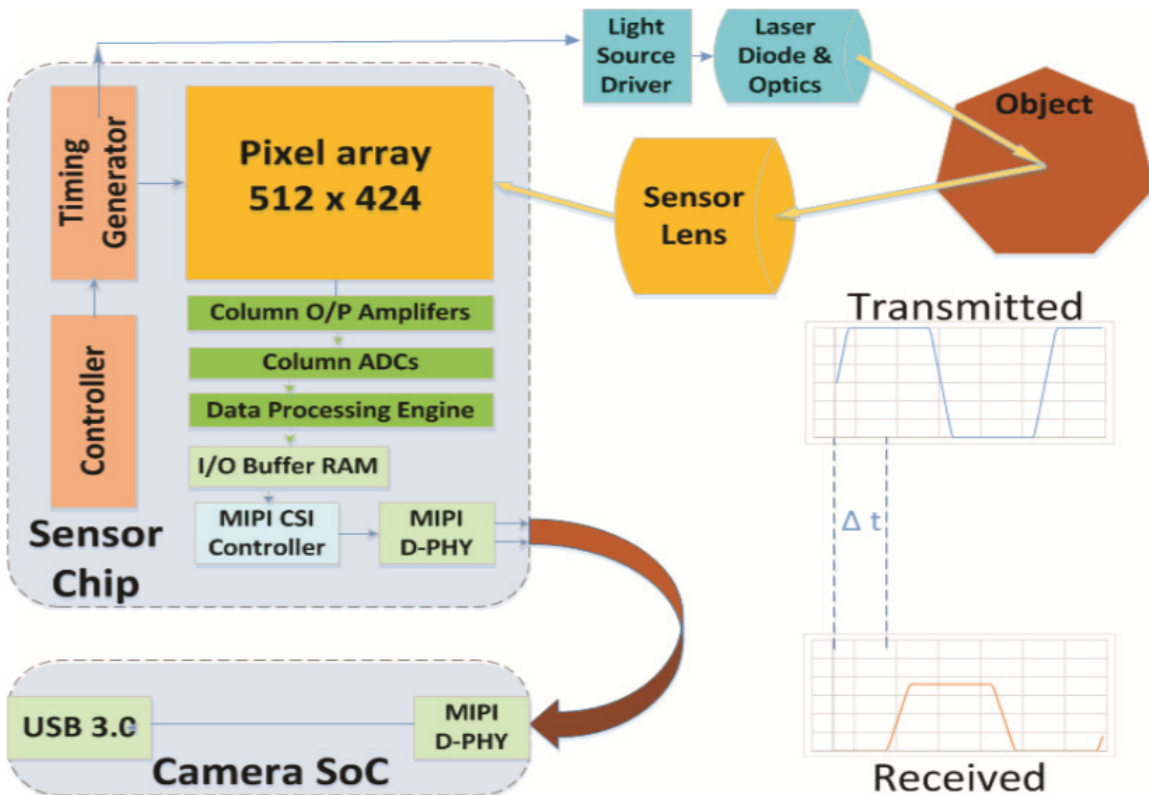 Light
Source
Driver
Laser
Diode &
Optics
Object
Timing
Generator
Pixel array
512 x 424
Sensor
Lens
Controller
Column O/P Amplifers
Column ADCs
Data Processing Engine
I/O Buffer RAM
MIPI CSI
Controller
MIPI
D-PHY
Sensor
Chip
Transmitted
Δ t
Received
USB 3.0
MIPI
D-PHY
Camera SoC